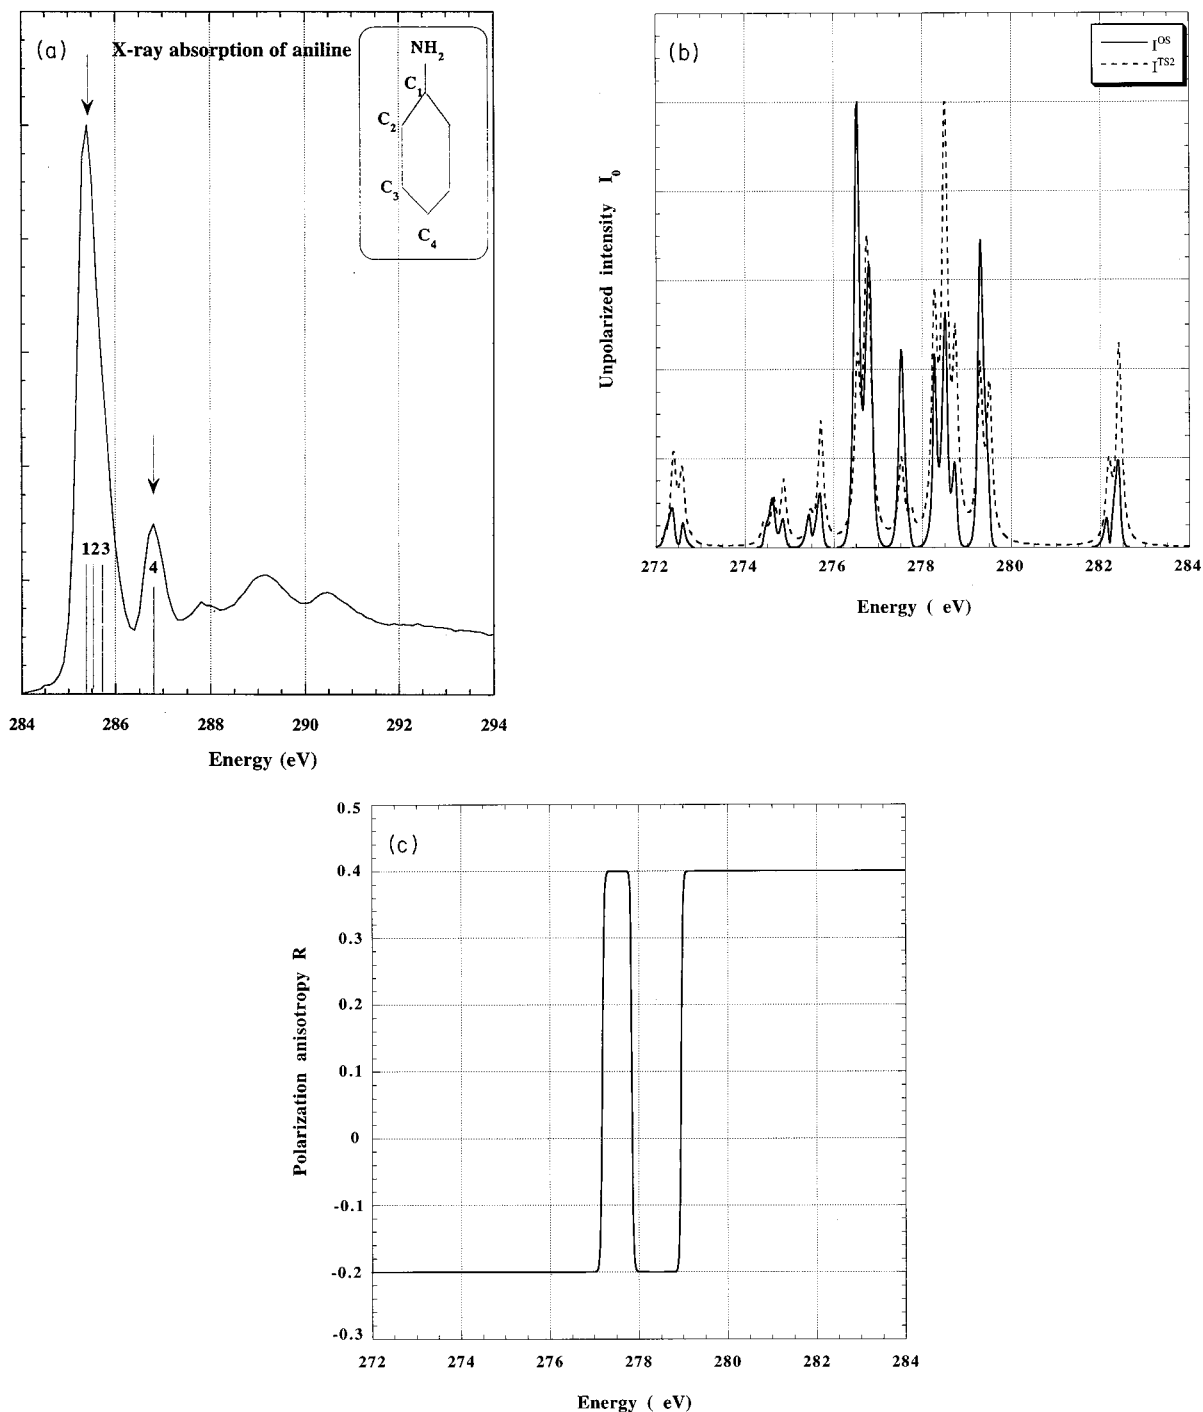 (a) X-ray absorption of aniline
NH2
C1
C2
C3
C4
123
4
284 286 288 290 292 294
Energy (eV)
(b)
I^OS
I^TS2
Unpolarized intensity I0
272 274 276 278 280 282 284
Energy ( eV)
(c)
Polarization anisotropy R
0.5
0.4
0.3
0.2
0.1
0
-0.1
-0.2
-0.3
272 274 276 278 280 282 284
Energy ( eV)